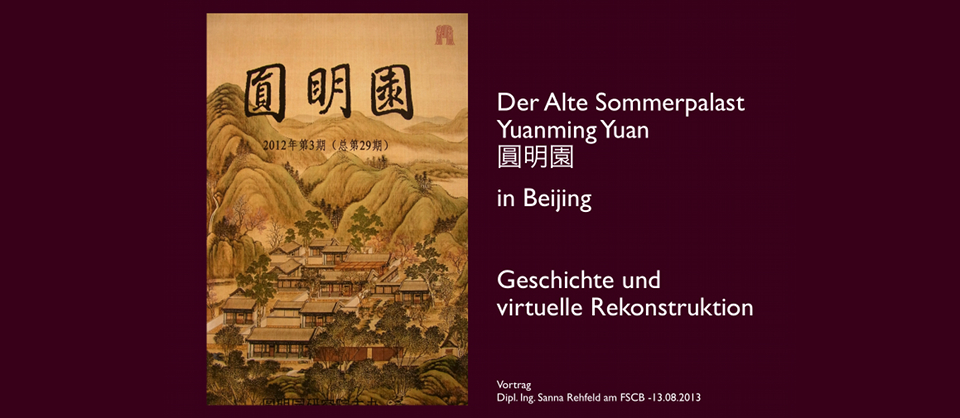 圓明園
2012年第3期（总第29期）
Der Alte Sommerpalast
Yuanming Yuan
圓明園
in Beijing
Geschichte und
virtuelle Rekonstruktion
Vortrag
Dipl. Ing. Sanna Rehfeld am FSCB -13.08.2013